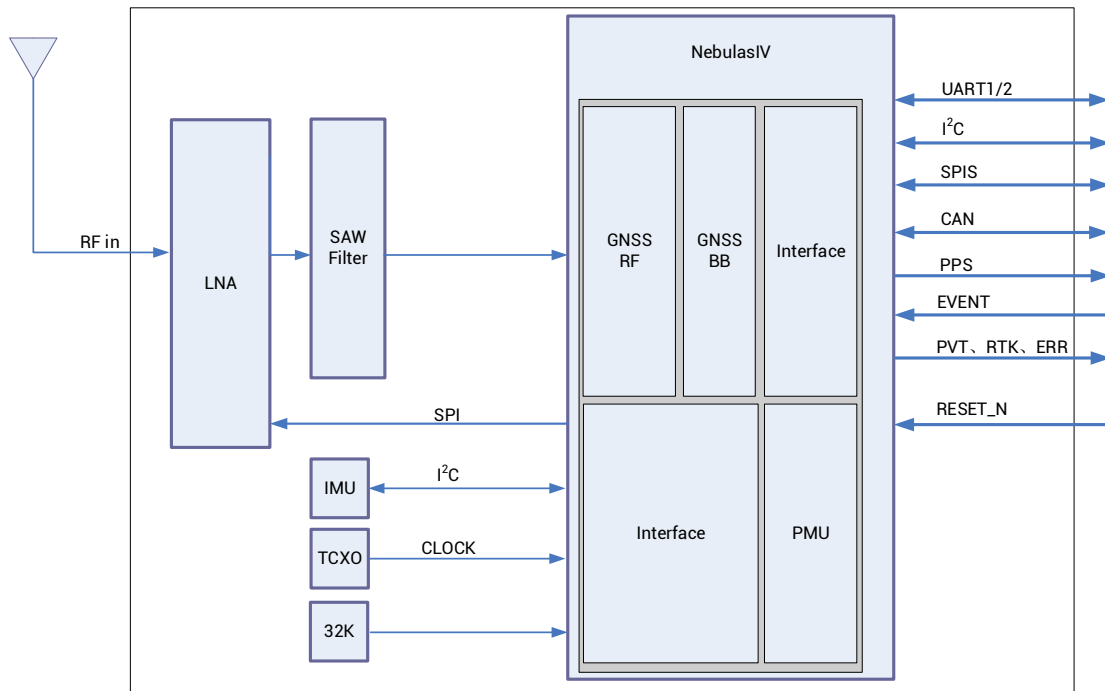 NebulasIV
UART1/2
I²C
SPIS
CAN
PPS
EVENT
PVT、RTK、ERR
RESET_N
RF in
LNA
SAW
Filter
GNSS
RF
GNSS
BB
Interface
SPI
IMU
I²C
TCXO
CLOCK
32K
Interface
PMU